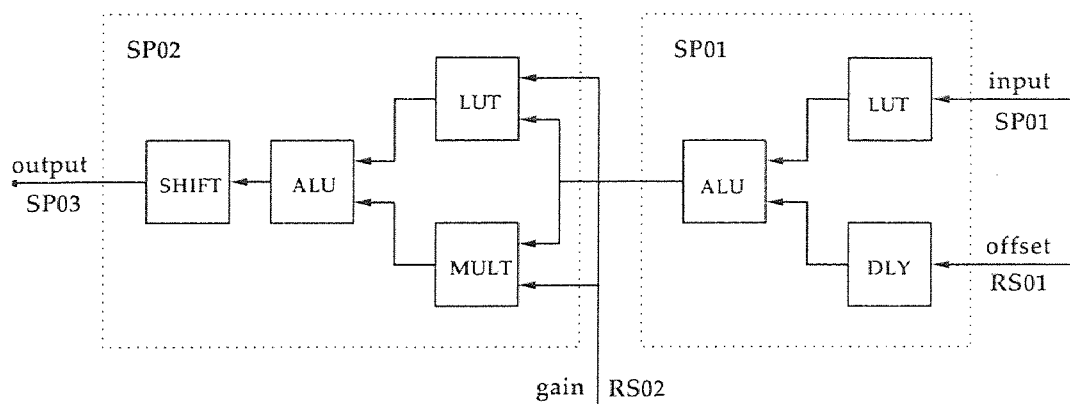 SP02
SP01
LUT
LUT
input
SP01
output
SP03
SHIFT
ALU
ALU
MULT
DLY
offset
RS01
gain
RS02